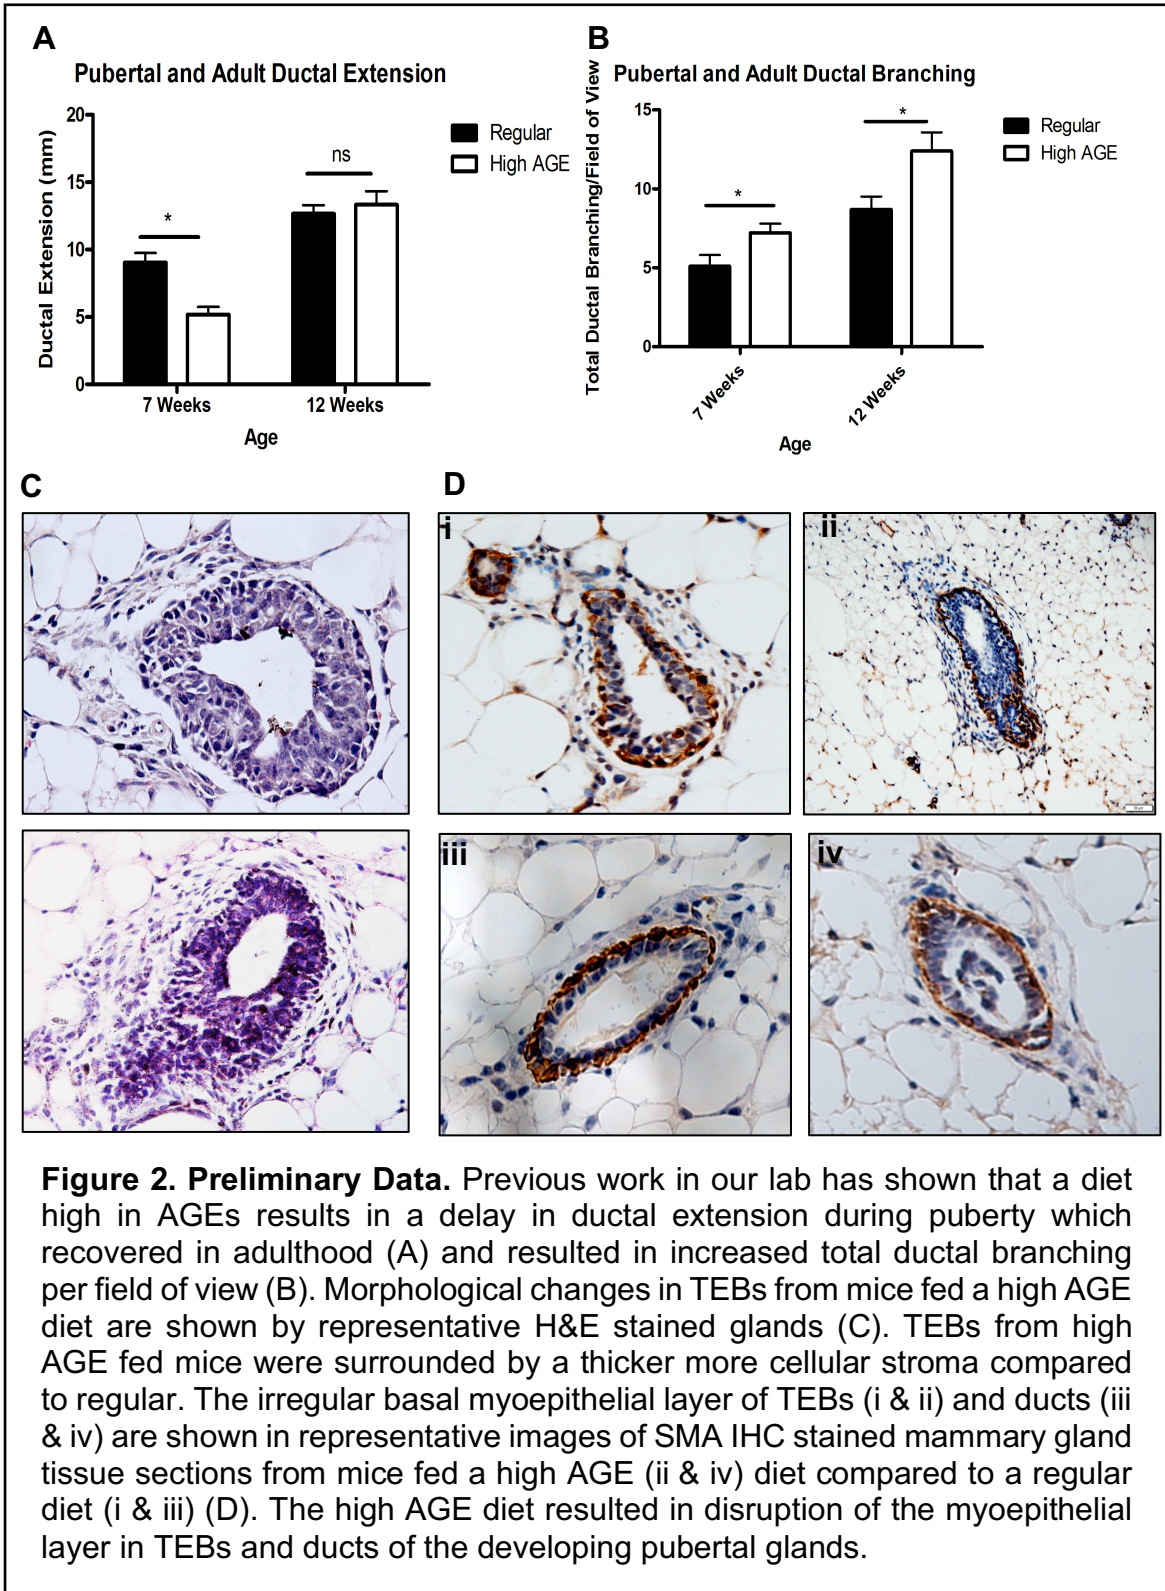 A
Pubertal and Adult Ductal Extension
Ductal Extension (mm)
20
15
10
5
0
*
ns
7 Weeks
12 Weeks
Age
Regular
High AGE
B
Pubertal and Adult Ductal Branching
Total Ductal Branching/Field of View
15
10
5
0
*
*
7 Weeks
12 Weeks
Age
Regular
High AGE
C
D
i
ii
iii
iv
Figure 2. Preliminary Data. Previous work in our lab has shown that a diet
high in AGEs results in a delay in ductal extension during puberty which
recovered in adulthood (A) and resulted in increased total ductal branching
per field of view (B). Morphological changes in TEBs from mice fed a high AGE
diet are shown by representative H&E stained glands (C). TEBs from high
AGE fed mice were surrounded by a thicker more cellular stroma compared
to regular. The irregular basal myoepithelial layer of TEBs (i & ii) and ducts (iii
& iv) are shown in representative images of SMA IHC stained mammary gland
tissue sections from mice fed a high AGE (ii & iv) diet compared to a regular
diet (i & iii) (D). The high AGE diet resulted in disruption of the myoepithelial
layer in TEBs and ducts of the developing pubertal glands.